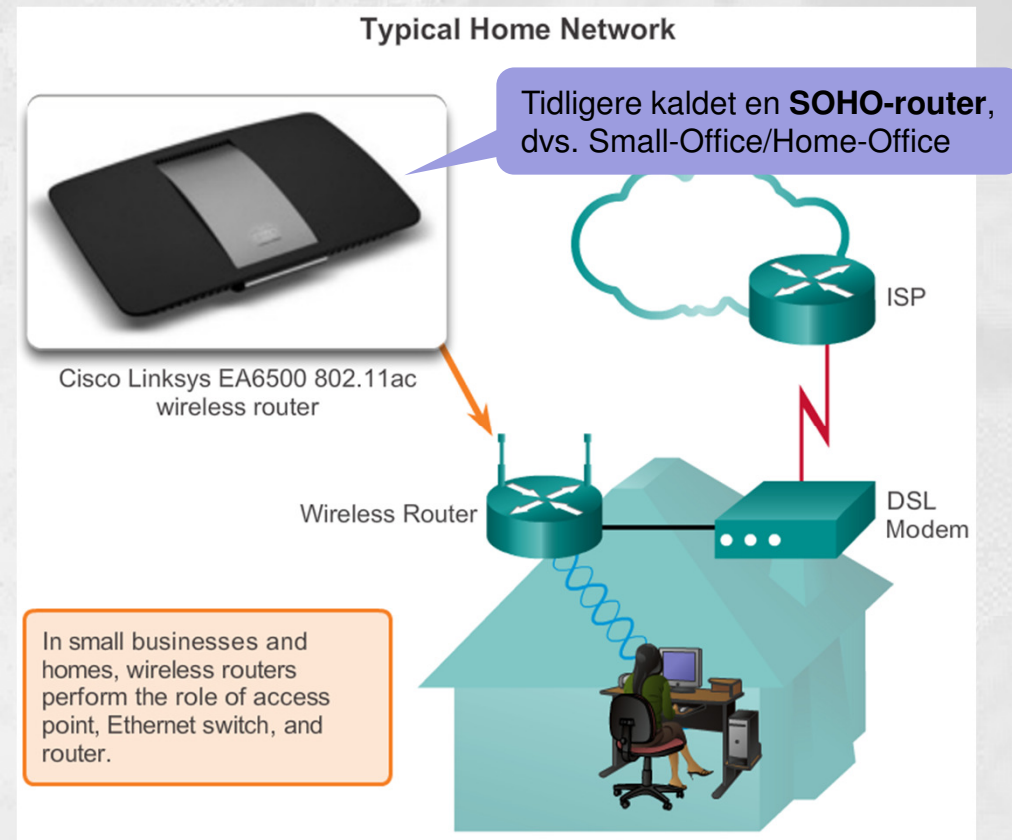 Typical Home Network
Tidligere kaldet en SOHO-router,
dvs. Small-Office/Home-Office
ISP
Cisco Linksys EA6500 802.11ac
wireless router
Wireless Router
DSL
Modem
In small businesses and
homes, wireless routers
perform the role of access
point, Ethernet switch, and
router.